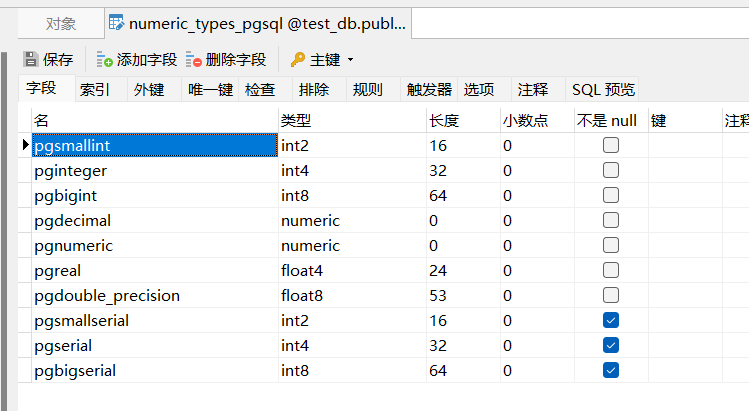 对象 numeric_types_pgsql @test_db.publ...
保存 添加字段 删除字段 主键
字段 索引 外键 唯一键 检查 排除 规则 触发器 选项 注释 SQL 预览
名 类型 长度 小数点 不是 null 键 注释
pgsmallint int2 16 0
pginteger int4 32 0
pgbigint int8 64 0
pgdecimal numeric 0 0
pgnumeric numeric 0 0
pgreal float4 24 0
pgdouble_precision float8 53 0
pgsmallserial int2 16 0
pgserial int4 32 0
pgbigserial int8 64 0